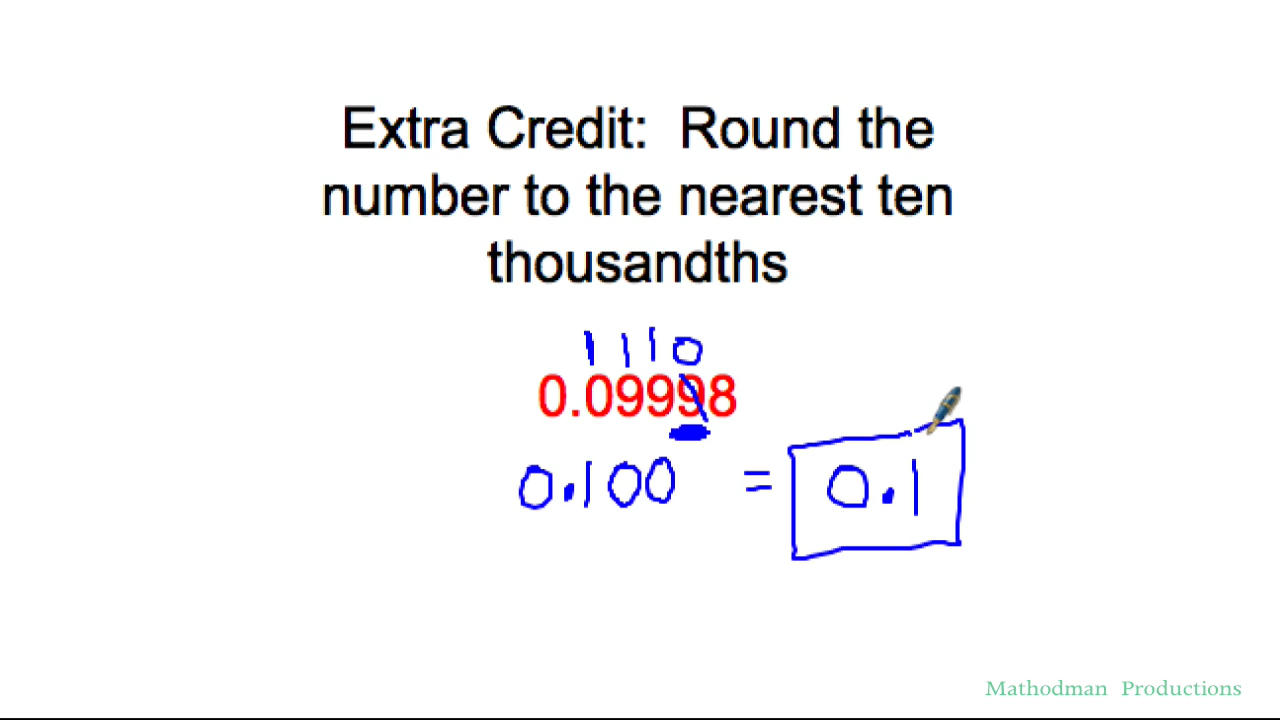 Extra Credit: Round the
number to the nearest ten
thousandths
1 1 1 0
0.09998
0.100 = 0.1
Mathodman Productions